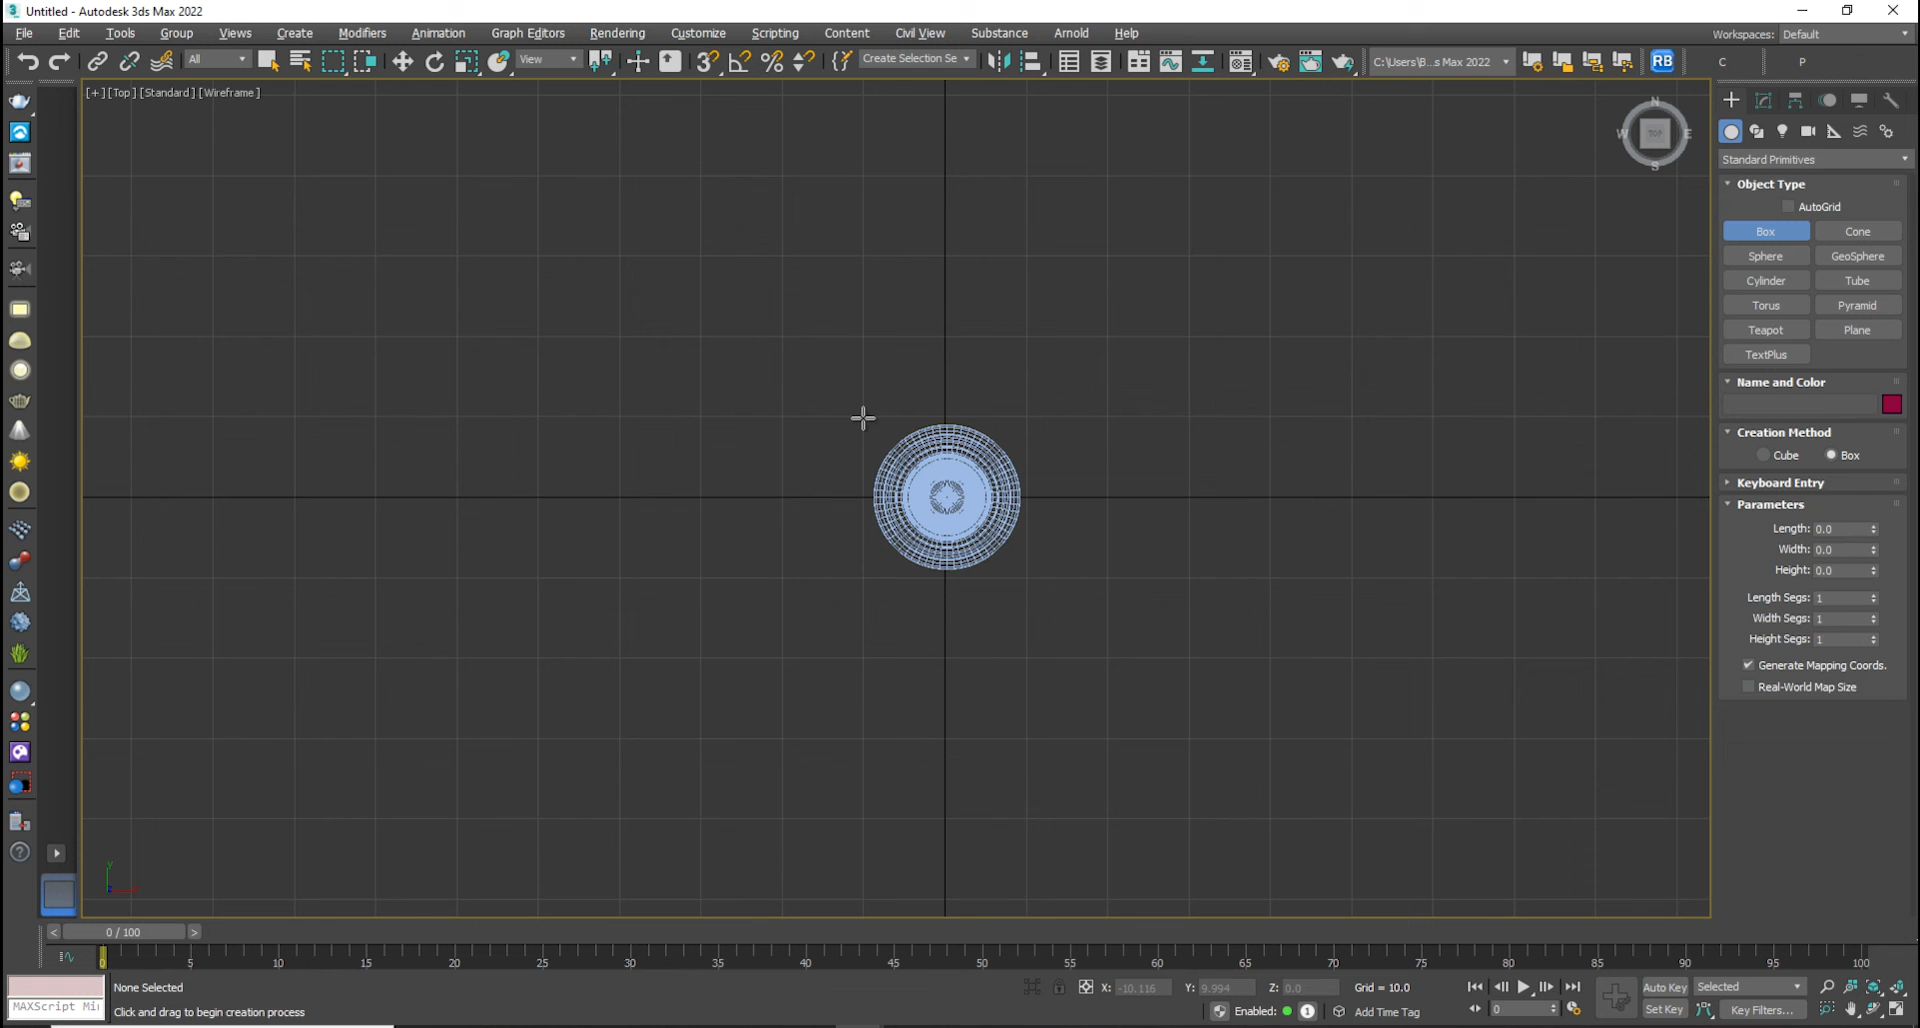 Untitled - Autodesk 3ds Max 2022
File Edit Tools Group Views Create Modifiers Animation Graph Editors Rendering Customize Scripting Content Civil View Substance Arnold Help
Workspaces: Default
All
View
Create Selection Se
C:\Users\B...s Max 2022
RB
C
P
[+] [Top] [Standard] [Wireframe]
N
W TOP E
S
Standard Primitives
Object Type
AutoGrid
Box Cone
Sphere GeoSphere
Cylinder Tube
Torus Pyramid
Teapot Plane
TextPlus
Name and Color
Creation Method
Cube Box
Keyboard Entry
Parameters
Length: 0.0
Width: 0.0
Height: 0.0
Length Segs: 1
Width Segs: 1
Height Segs: 1
Generate Mapping Coords.
Real-World Map Size
y
< 0 / 100 >
0 5 10 15 20 25 30 35 40 45 50 55 60 65 70 75 80 85 90 95 100
None Selected
X: -10.116 Y: 9.994 Z: 0.0 Grid = 10.0
Auto Key Selected
MAXScript Mi
Click and drag to begin creation process
Enabled: 1 Add Time Tag
0
Set Key Key Filters...